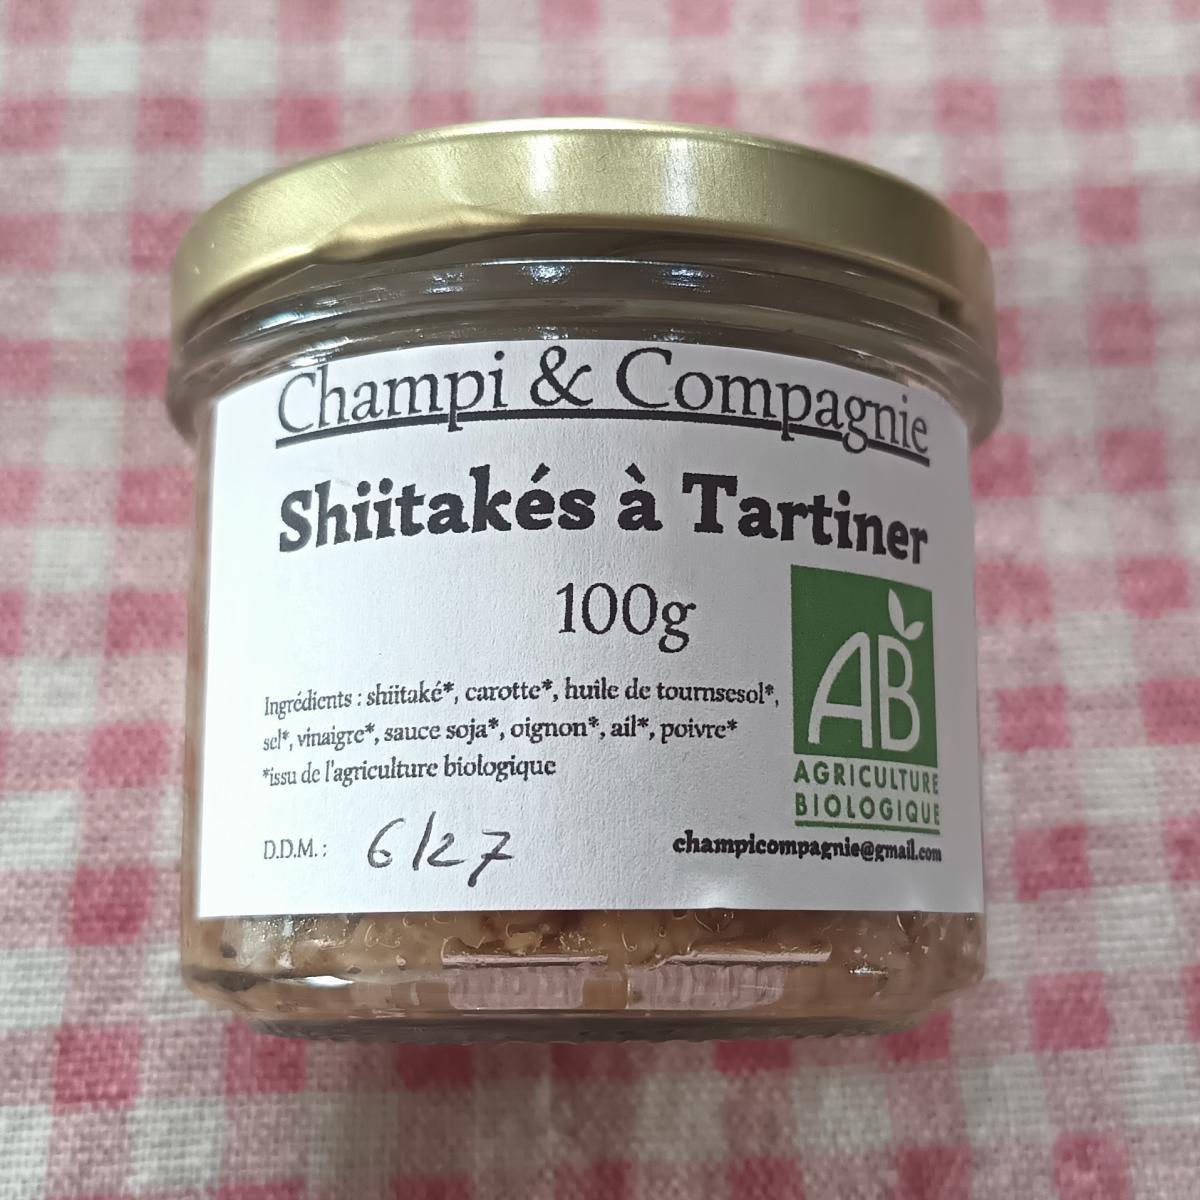 Champi & Compagnie
Shiitakés à Tartiner
100g
Ingrédients : shiitaké*, carotte*, huile de tournsesol*,
sel*, vinaigre*, sauce soja*, oignon*, ail*, poivre*
*issu de l'agriculture biologique
AB
AGRICULTURE
BIOLOGIQUE
D.D.M. : 6/27
champicompagnie@gmail.com